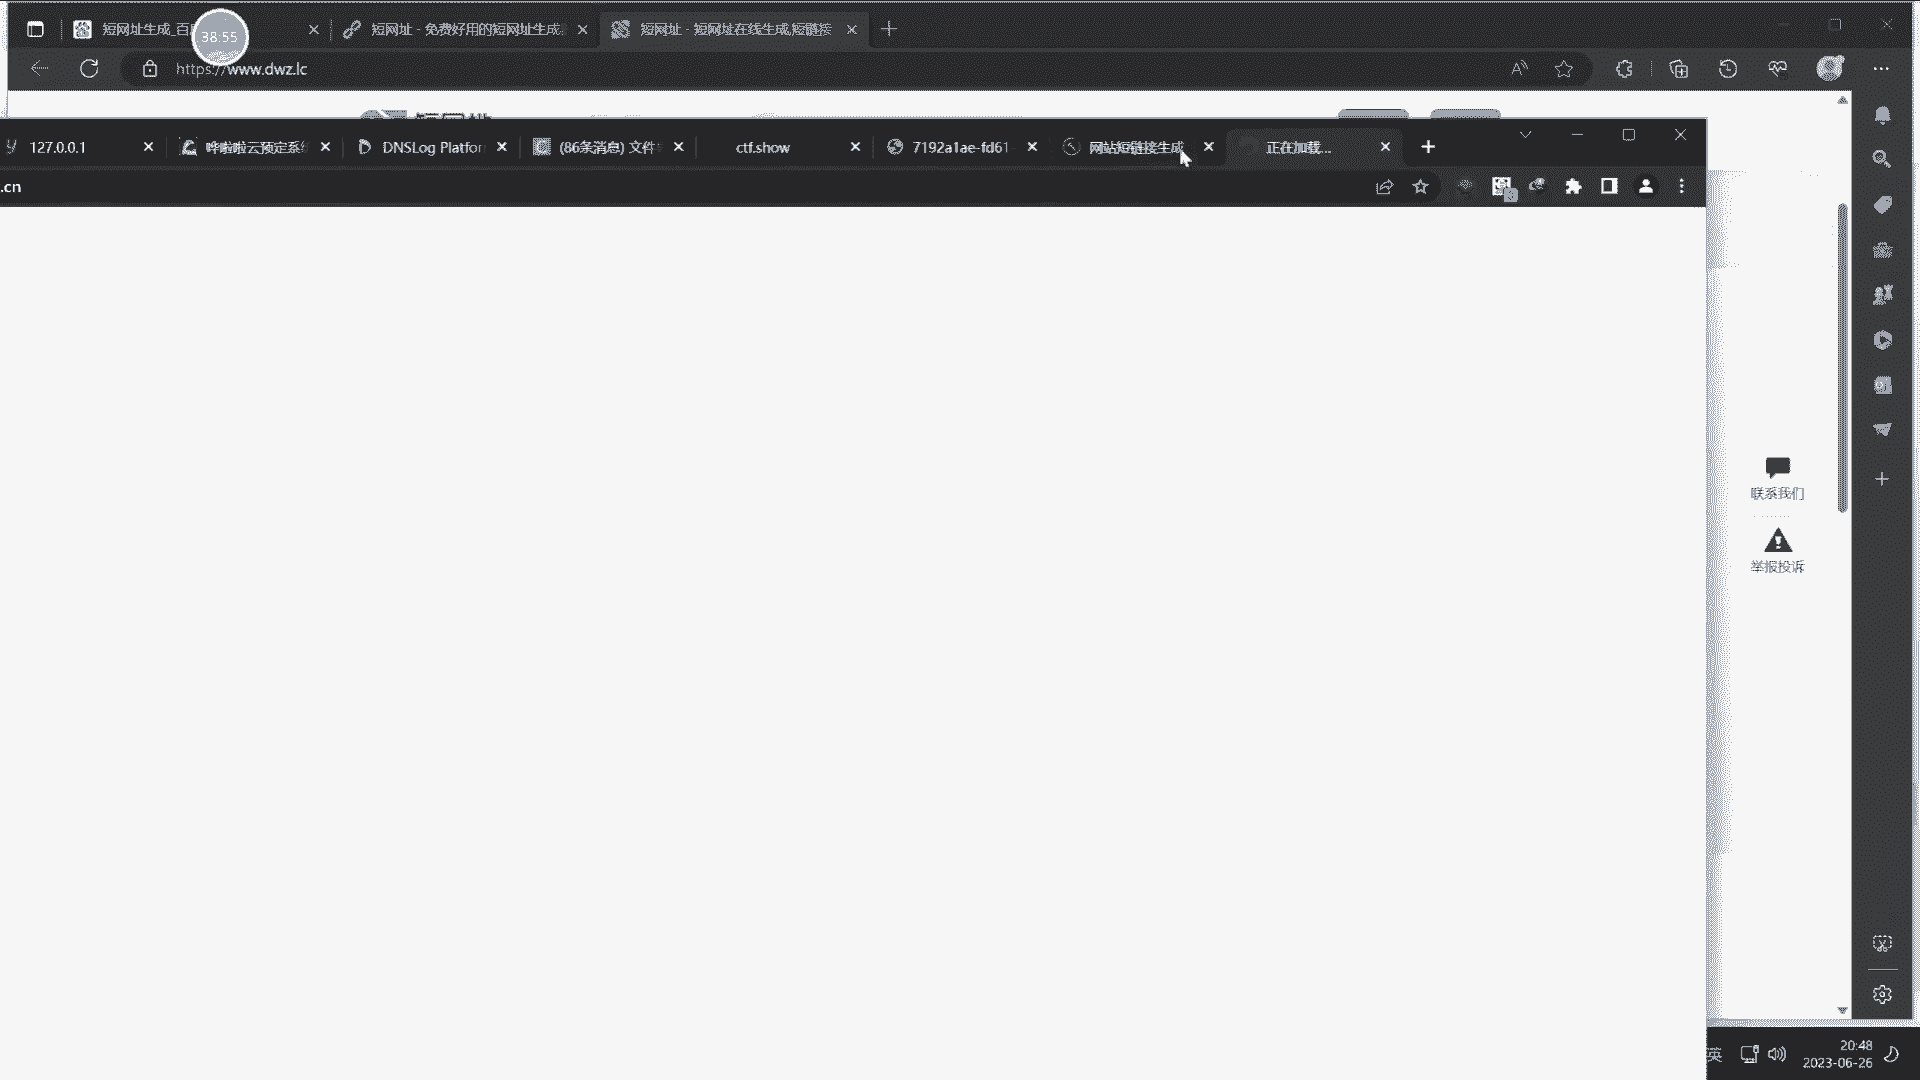 短网址生成_百
38:55
短网址 - 免费好用的短网址生成
短网址 - 短网址在线生成,短链接
https://www.dwz.lc
127.0.0.1
哗啦啦云预定系统
DNSLog Platfor
(86条消息) 文件
ctf.show
7192a1ae-fd61
网站短链接生成
正在加载...
.cn
联系我们
举报投诉
英
20:48
2023-06-26